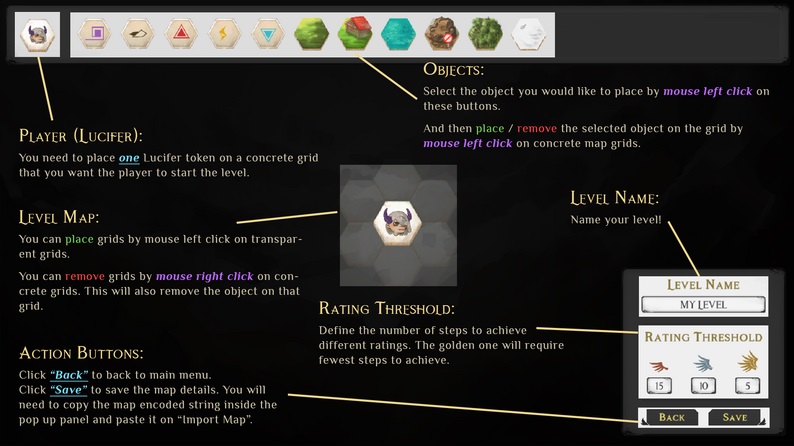 Objects:
Select the object you would like to place by mouse left click on
these buttons.
And then place / remove the selected object on the grid by
mouse left click on concrete map grids.
Player (Lucifer):
You need to place one Lucifer token on a concrete grid
that you want the player to start the level.
Level Map:
You can place grids by mouse left click on transpar-
ent grids.
You can remove grids by mouse right click on con-
crete grids. This will also remove the object on that
grid.
Level Name:
Name your level!
Rating Threshold:
Define the number of steps to achieve
different ratings. The golden one will require
fewest steps to achieve.
Action Buttons:
Click “Back” to back to main menu.
Click “Save” to save the map details. You will
need to copy the map encoded string inside the
pop up panel and paste it on “Import Map”.
Level Name
MY LEVEL
Rating Threshold
15 10 5
Back Save